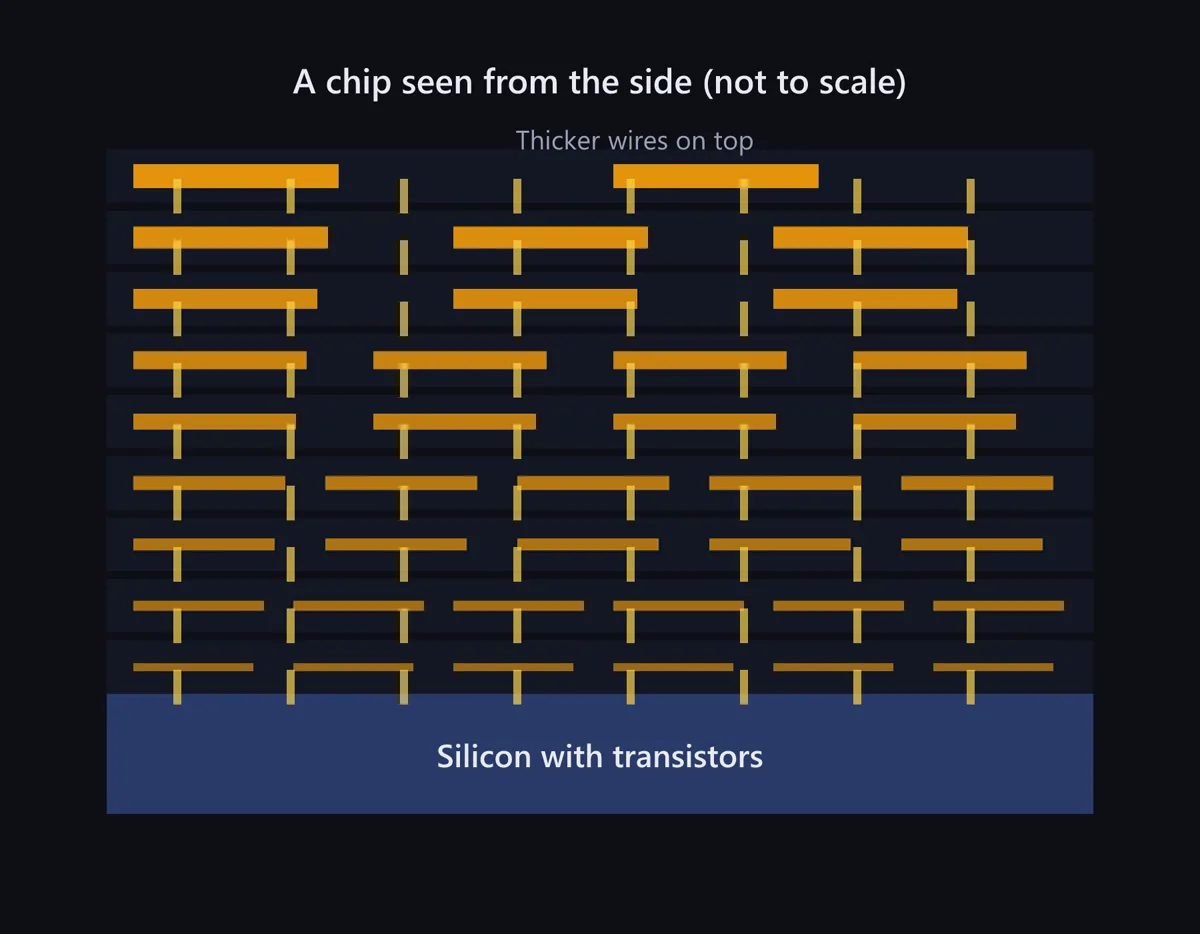 A chip seen from the side (not to scale)
Thicker wires on top
Silicon with transistors